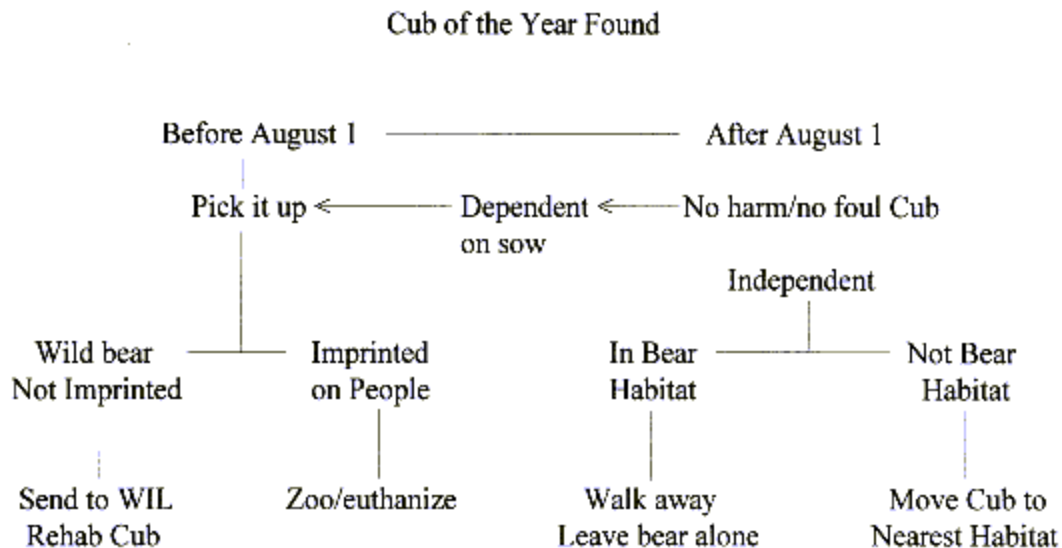 Cub of the Year Found
Before August 1
After August 1
Pick it up
Dependent
on sow
No harm/no foul Cub
Independent
Wild bear
Not Imprinted
Imprinted
on People
In Bear
Habitat
Not Bear
Habitat
Send to WIL
Rehab Cub
Zoo/euthanize
Walk away
Leave bear alone
Move Cub to
Nearest Habitat